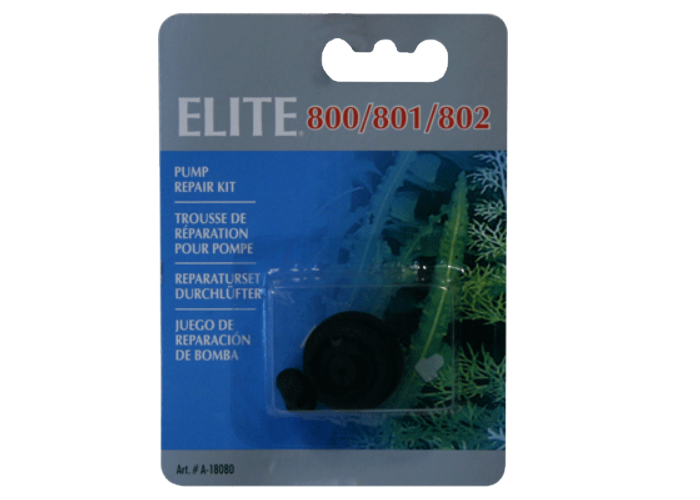 ELITE® 800/801/802
PUMP
REPAIR KIT
TROUSSE DE
RÉPARATION
POUR POMPE
REPARATURSET
DURCHLÜFTER
JUEGO DE
REPARACIÓN
DE BOMBA
Art. # A-18080